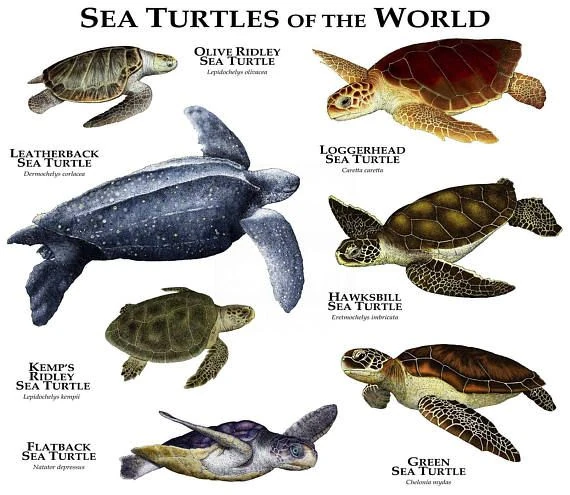 SEA TURTLES OF THE WORLD
OLIVE RIDLEY
SEA TURTLE
Lepidochelys olivacea
LEATHERBACK
SEA TURTLE
Dermochelys coriacea
LOGGERHEAD
SEA TURTLE
Caretta caretta
HAWKSBILL
SEA TURTLE
Eretmochelys imbricata
KEMP'S
RIDLEY
SEA TURTLE
Lepidochelys kempii
FLATBACK
SEA TURTLE
Natator depressus
GREEN
SEA TURTLE
Chelonia mydas